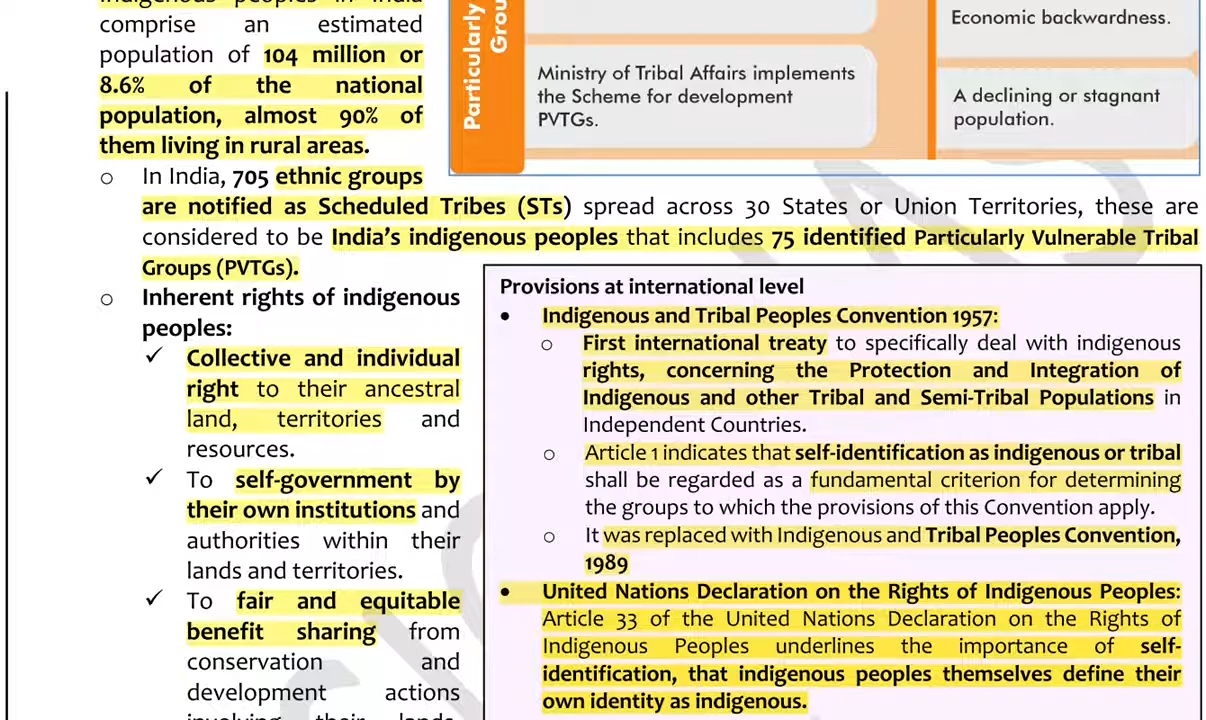 indigenous peoples in India
comprise an estimated
population of 104 million or
8.6% of the national
population, almost 90% of
them living in rural areas.
Particularly
Grou
Ministry of Tribal Affairs implements
the Scheme for development
PVTGs.
Economic backwardness.
A declining or stagnant
population.
o In India, 705 ethnic groups
are notified as Scheduled Tribes (STs) spread across 30 States or Union Territories, these are
considered to be India's indigenous peoples that includes 75 identified Particularly Vulnerable Tribal
Groups (PVTGs).
o Inherent rights of indigenous
peoples:
✓ Collective and individual
right to their ancestral
land, territories and
resources.
✓ To self-government by
their own institutions and
authorities within their
lands and territories.
✓ To fair and equitable
benefit sharing from
conservation and
development actions
involving their lands,
Provisions at international level
• Indigenous and Tribal Peoples Convention 1957:
o First international treaty to specifically deal with indigenous
rights, concerning the Protection and Integration of
Indigenous and other Tribal and Semi-Tribal Populations in
Independent Countries.
o Article 1 indicates that self-identification as indigenous or tribal
shall be regarded as a fundamental criterion for determining
the groups to which the provisions of this Convention apply.
o It was replaced with Indigenous and Tribal Peoples Convention,
1989
• United Nations Declaration on the Rights of Indigenous Peoples:
Article 33 of the United Nations Declaration on the Rights of
Indigenous Peoples underlines the importance of self-
identification, that indigenous peoples themselves define their
own identity as indigenous.